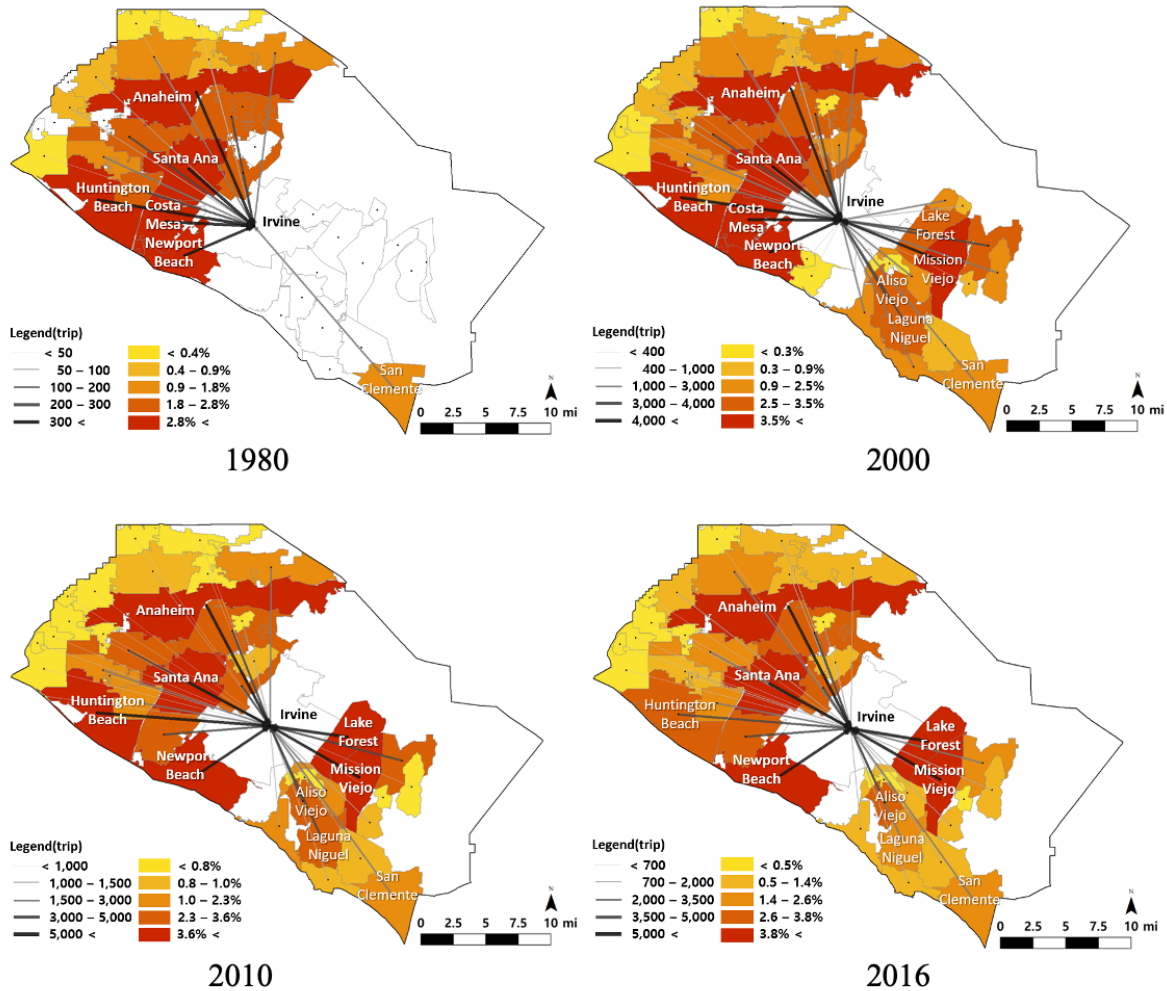 Anaheim
Santa Ana
Huntington
Beach
Costa
Mesa
Newport
Beach
Irvine
San
Clemente
Legend(trip)
< 50
50 – 100
100 – 200
200 – 300
300 <
< 0.4%
0.4 – 0.9%
0.9 – 1.8%
1.8 – 2.8%
2.8% <
N
0 2.5 5 7.5 10 mi
1980
Anaheim
Santa Ana
Huntington
Beach
Costa
Mesa
Newport
Beach
Irvine
Lake
Forest
Mission
Viejo
Aliso
Viejo
Laguna
Niguel
San
Clemente
Legend(trip)
< 400
400 – 1,000
1,000 – 3,000
3,000 – 4,000
4,000 <
< 0.3%
0.3 – 0.9%
0.9 – 2.5%
2.5 – 3.5%
3.5% <
N
0 2.5 5 7.5 10 mi
2000
Anaheim
Santa Ana
Huntington
Beach
Newport
Beach
Irvine
Lake
Forest
Mission
Viejo
Aliso
Viejo
Laguna
Niguel
San
Clemente
Legend(trip)
< 1,000
1,000 – 1,500
1,500 – 3,000
3,000 – 5,000
5,000 <
< 0.8%
0.8 – 1.0%
1.0 – 2.3%
2.3 – 3.6%
3.6% <
N
0 2.5 5 7.5 10 mi
2010
Anaheim
Santa Ana
Huntington
Beach
Newport
Beach
Irvine
Lake
Forest
Mission
Viejo
Aliso
Viejo
Laguna
Niguel
San
Clemente
Legend(trip)
< 700
700 – 2,000
2,000 – 3,500
3,500 – 5,000
5,000 <
< 0.5%
0.5 – 1.4%
1.4 – 2.6%
2.6 – 3.8%
3.8% <
N
0 2.5 5 7.5 10 mi
2016